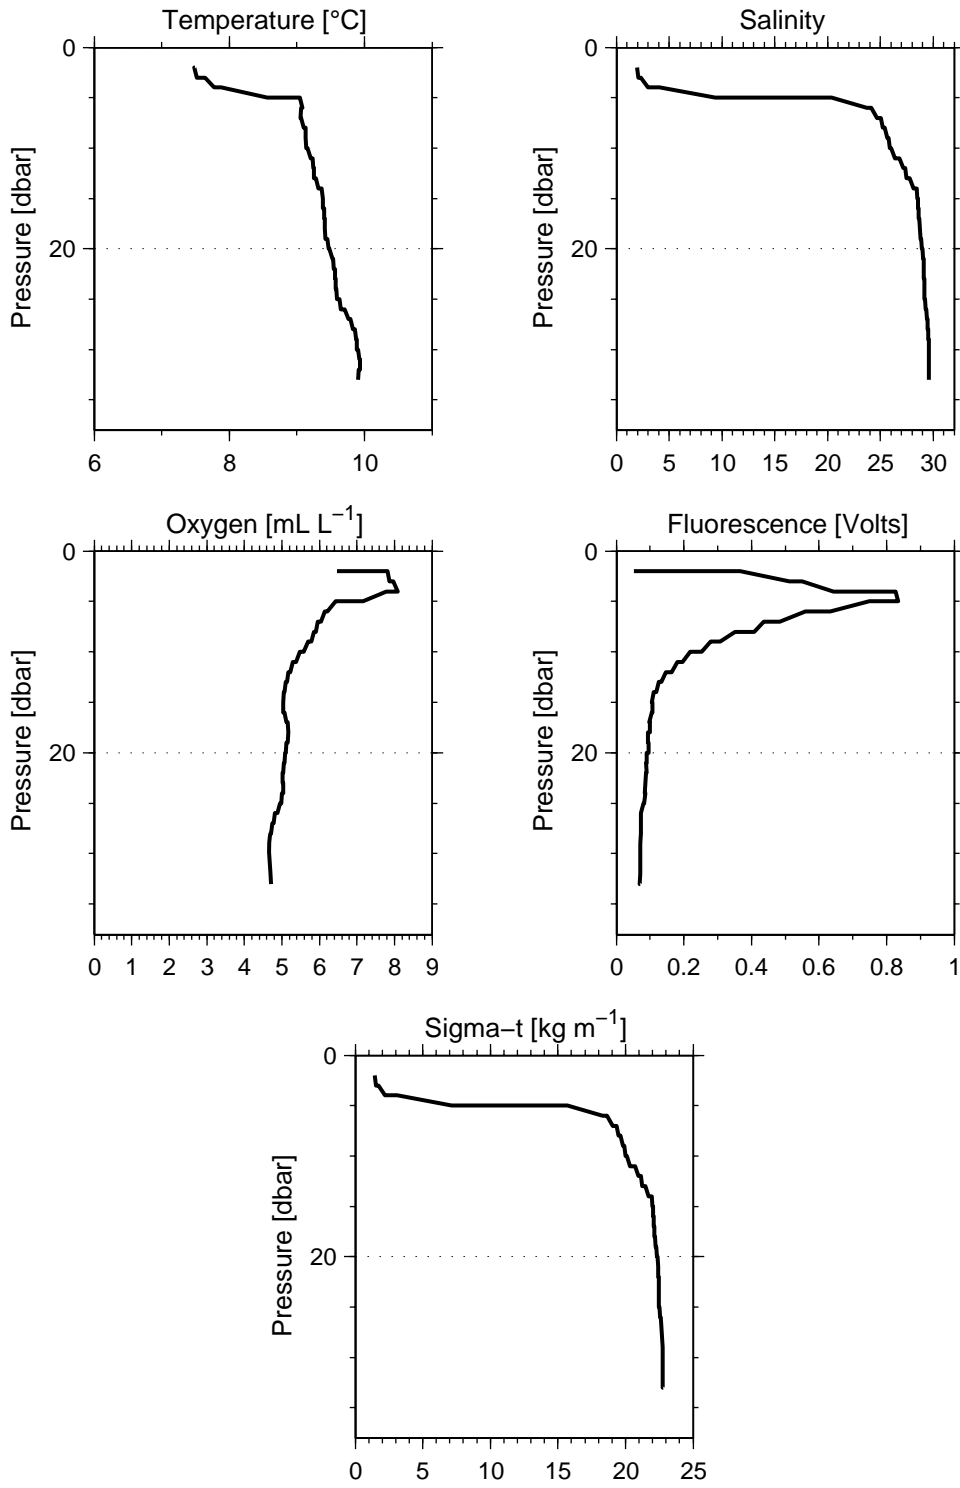 Temperature [°C]
0
20
Pressure [dbar]
6 8 10
Salinity
0
20
Pressure [dbar]
0 5 10 15 20 25 30
Oxygen [mL L−1]
0
20
Pressure [dbar]
0 1 2 3 4 5 6 7 8 9
Fluorescence [Volts]
0
20
Pressure [dbar]
0 0.2 0.4 0.6 0.8 1
Sigma−t [kg m−1]
0
20
Pressure [dbar]
0 5 10 15 20 25